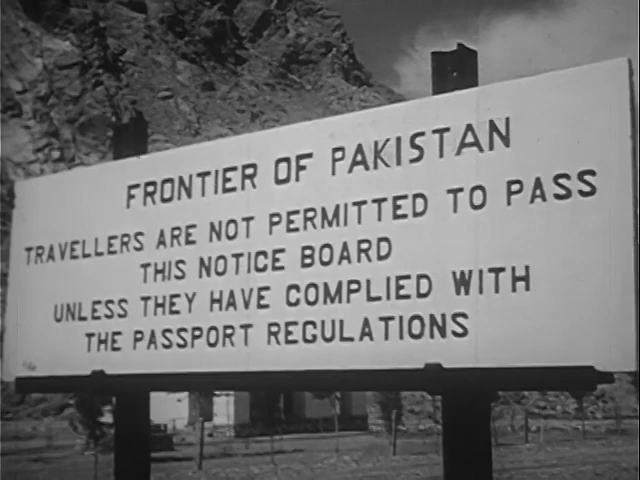 FRONTIER OF PAKISTAN
TRAVELLERS ARE NOT PERMITTED TO PASS
THIS NOTICE BOARD
UNLESS THEY HAVE COMPLIED WITH
THE PASSPORT REGULATIONS